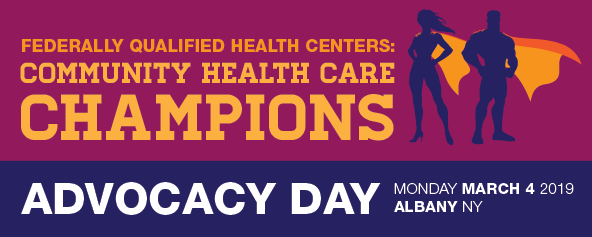 FEDERALLY QUALIFIED HEALTH CENTERS:
COMMUNITY HEALTH CARE
CHAMPIONS
ADVOCACY DAY
MONDAY MARCH 4 2019
ALBANY NY